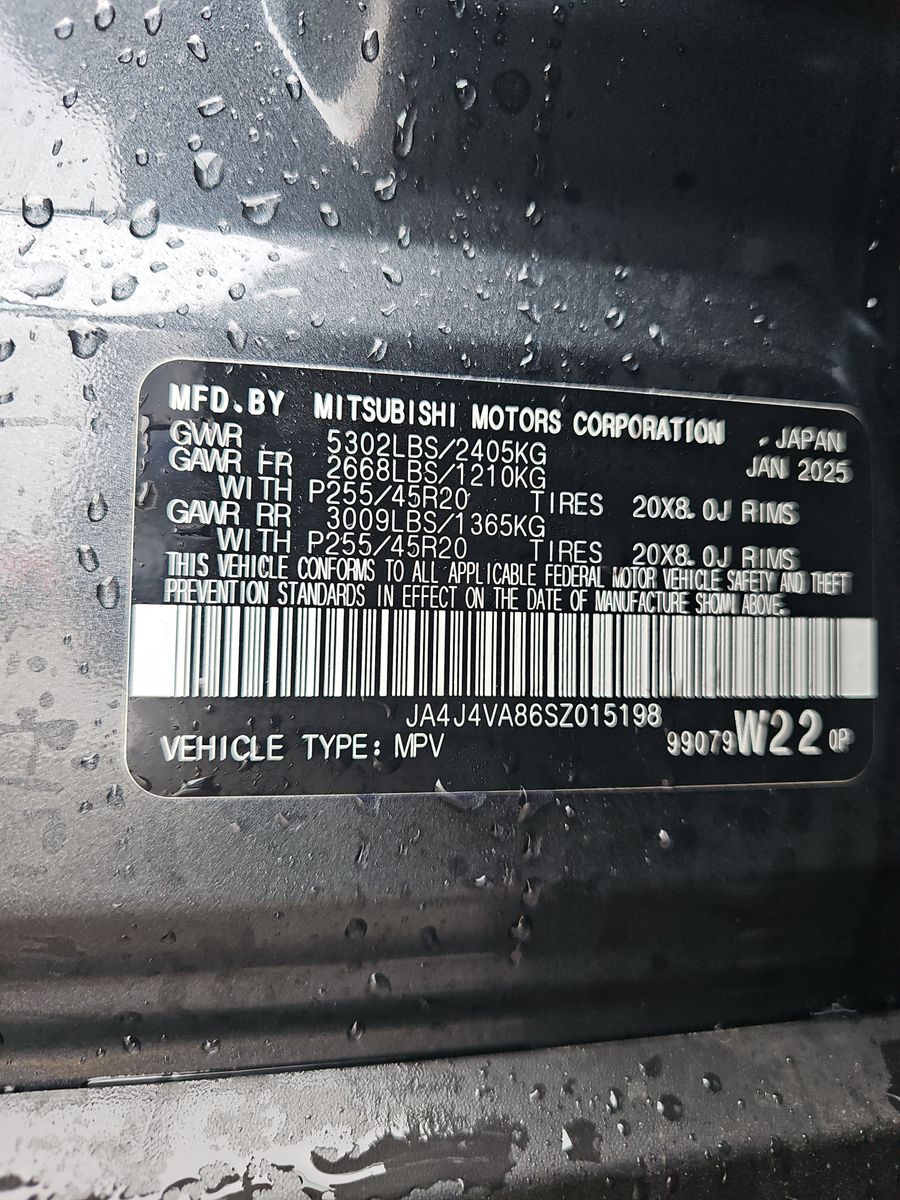 MFD.BY MITSUBISHI MOTORS CORPORATION . JAPAN
GVWR 5302LBS/2405KG JAN 2025
GAWR FR 2668LBS/1210KG
WITH P255/45R20 TIRES 20X8.0J RIMS
GAWR RR 3009LBS/1365KG
WITH P255/45R20 TIRES 20X8.0J RIMS
THIS VEHICLE CONFORMS TO ALL APPLICABLE FEDERAL MOTOR VEHICLE SAFETY AND THEFT
PREVENTION STANDARDS IN EFFECT ON THE DATE OF MANUFACTURE SHOWN ABOVE.
JA4J4VA86SZ015198
VEHICLE TYPE: MPV 99079W22 0P